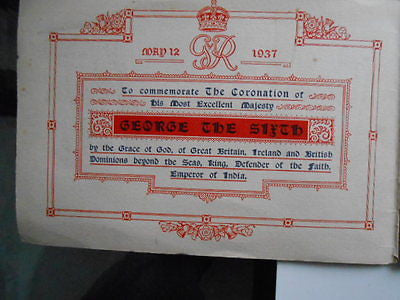 GR
MAY 12 1937
To commemorate The Coronation of
His Most Excellent Majesty
GEORGE THE SIXTH
by the Grace of God, of Great Britain, Ireland and British
Dominions beyond the Seas, King, Defender of the Faith,
Emperor of India.